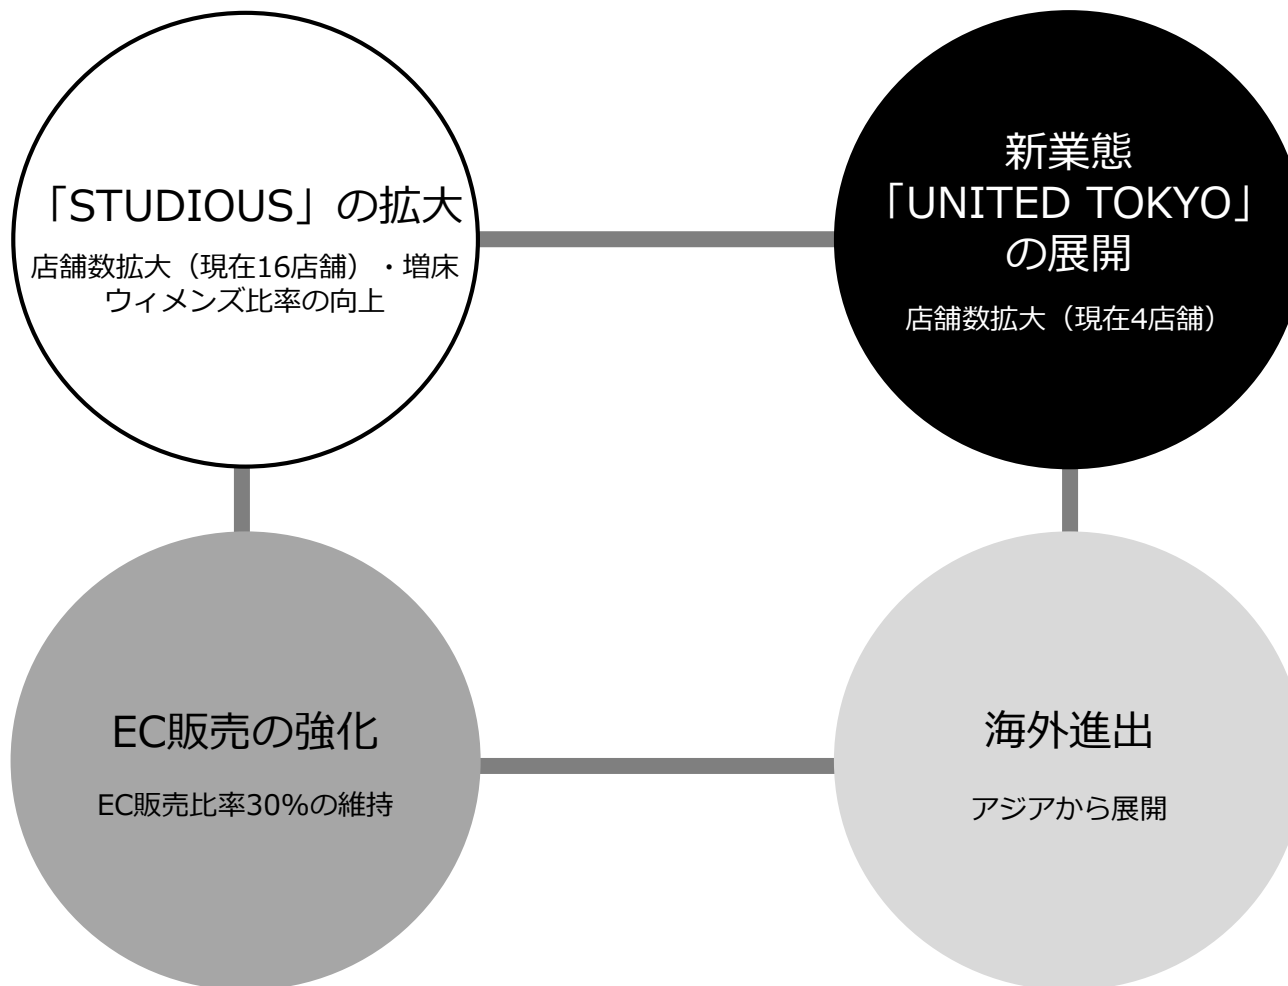 「STUDIOUS」の拡大
店舗数拡大（現在16店舗）・増床
ウィメンズ比率の向上
新業態
「UNITED TOKYO」
の展開
店舗数拡大（現在4店舗）
EC販売の強化
EC販売比率30%の維持
海外進出
アジアから展開